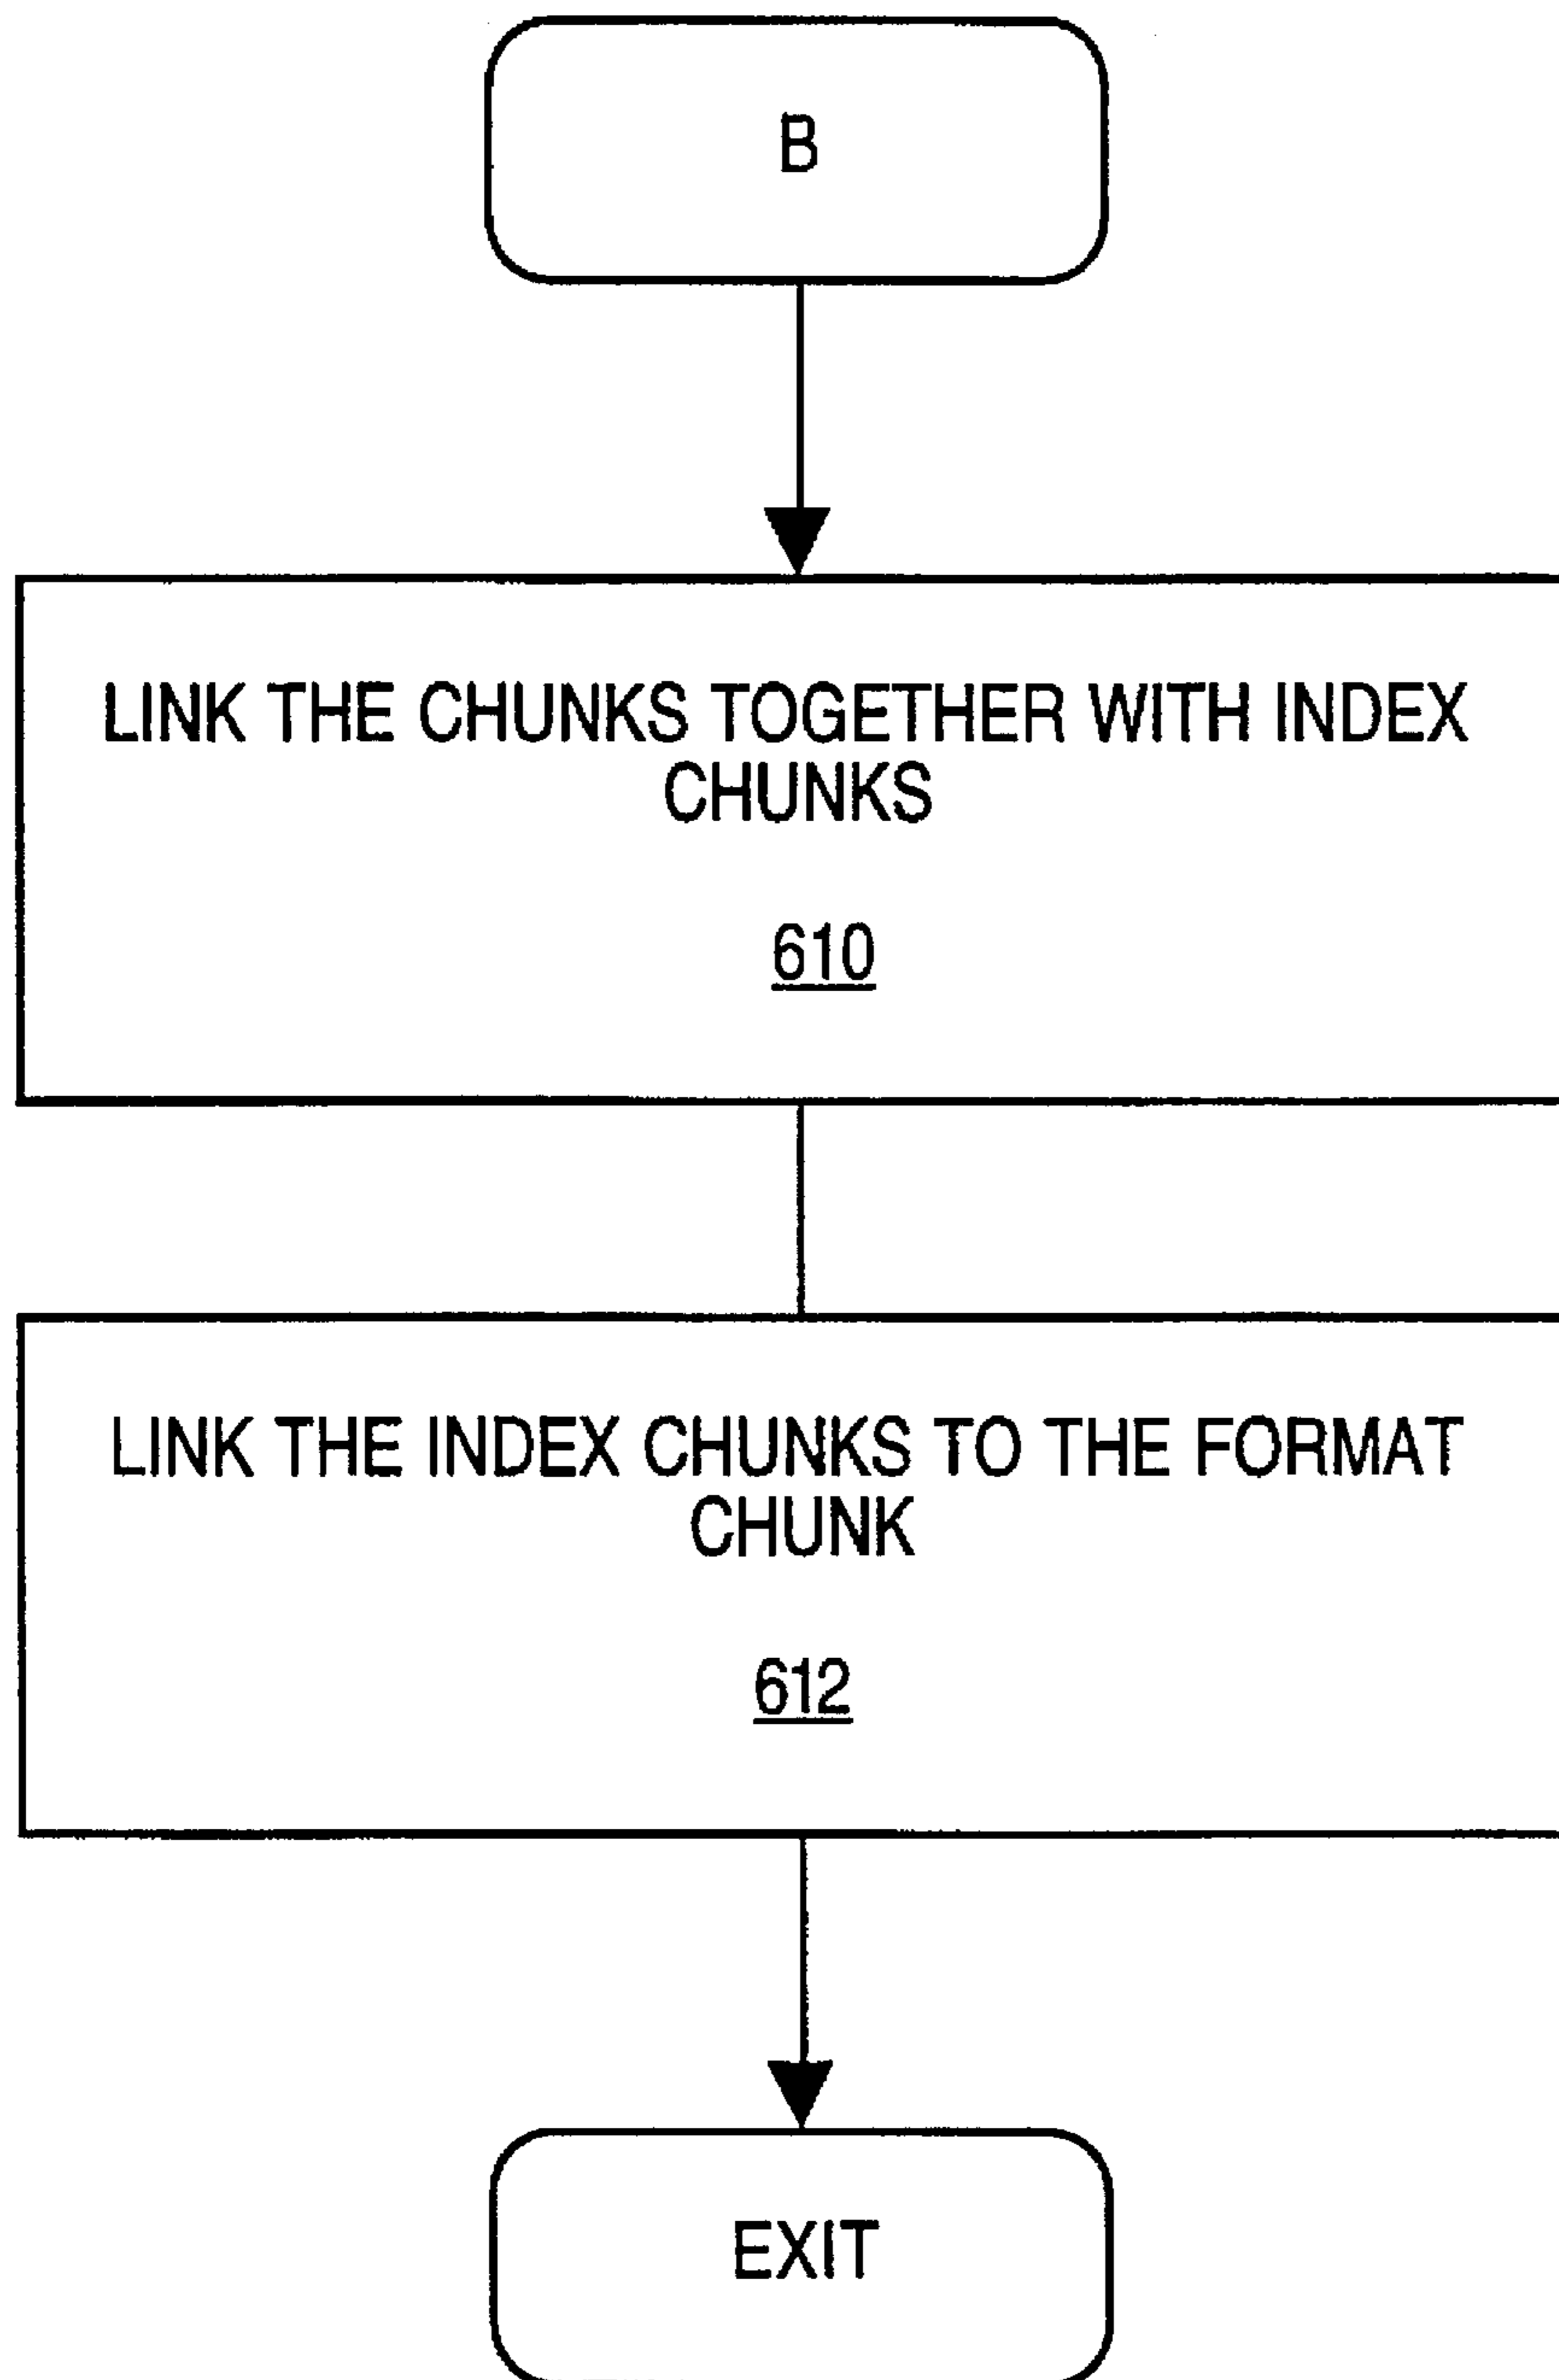 B
LINK THE CHUNKS TOGETHER WITH INDEX
CHUNKS
610
LINK THE INDEX CHUNKS TO THE FORMAT
CHUNK
612
EXIT